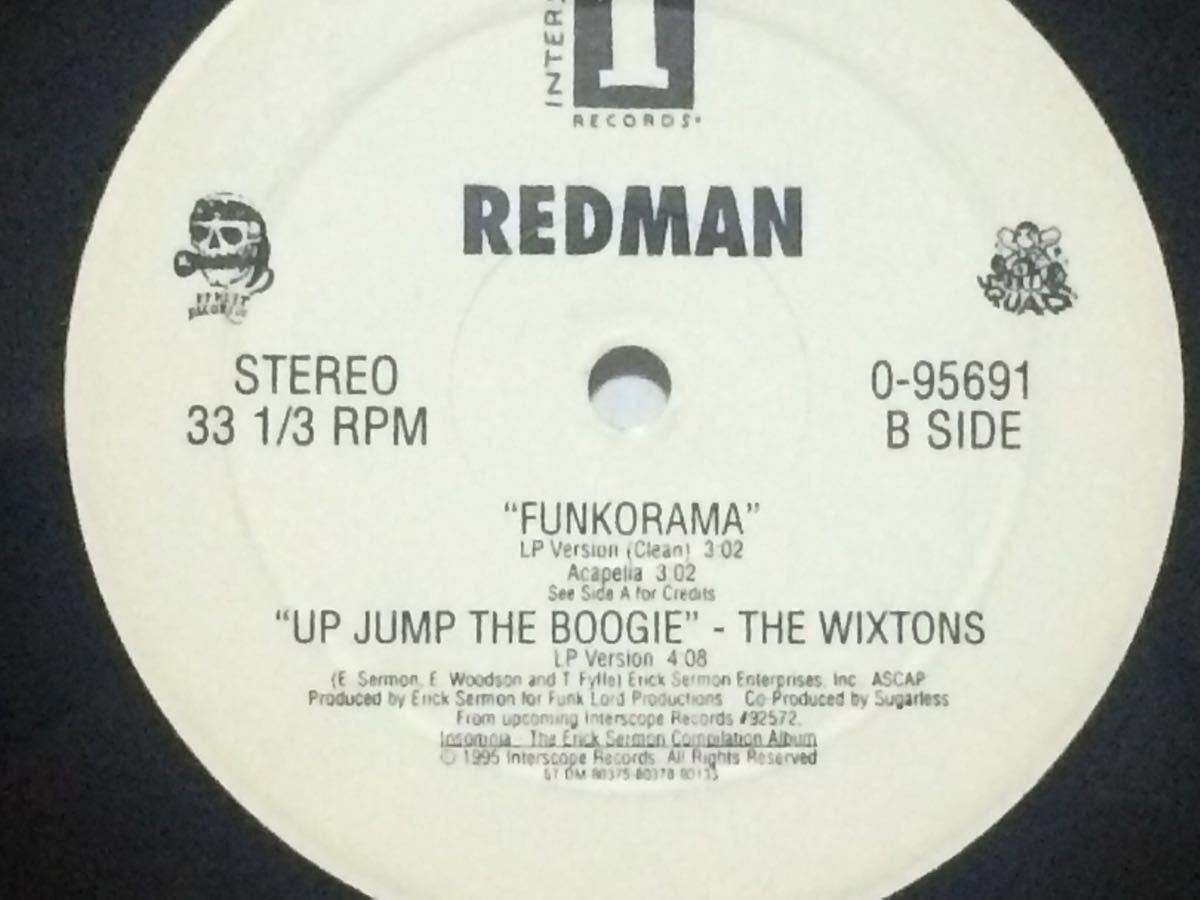 RECORDS
REDMAN
SQUAD
STEREO
33 1/3 RPM
0-95691
B SIDE
"FUNKORAMA"
LP Version (Clean) 3:02
Acapella 3:02
See Side A for Credits
"UP JUMP THE BOOGIE" - THE WIXTONS
LP Version 4:08
(E. Sermon, E. Woodson and T. Fyffe) Erick Sermon Enterprises, Inc. ASCAP
Produced by Erick Sermon for Funk Lord Productions Co-Produced by Sugarless
From upcoming Interscope Records #92572,
Insomnia - The Erick Sermon Compilation Album
© 1995 Interscope Records. All Rights Reserved